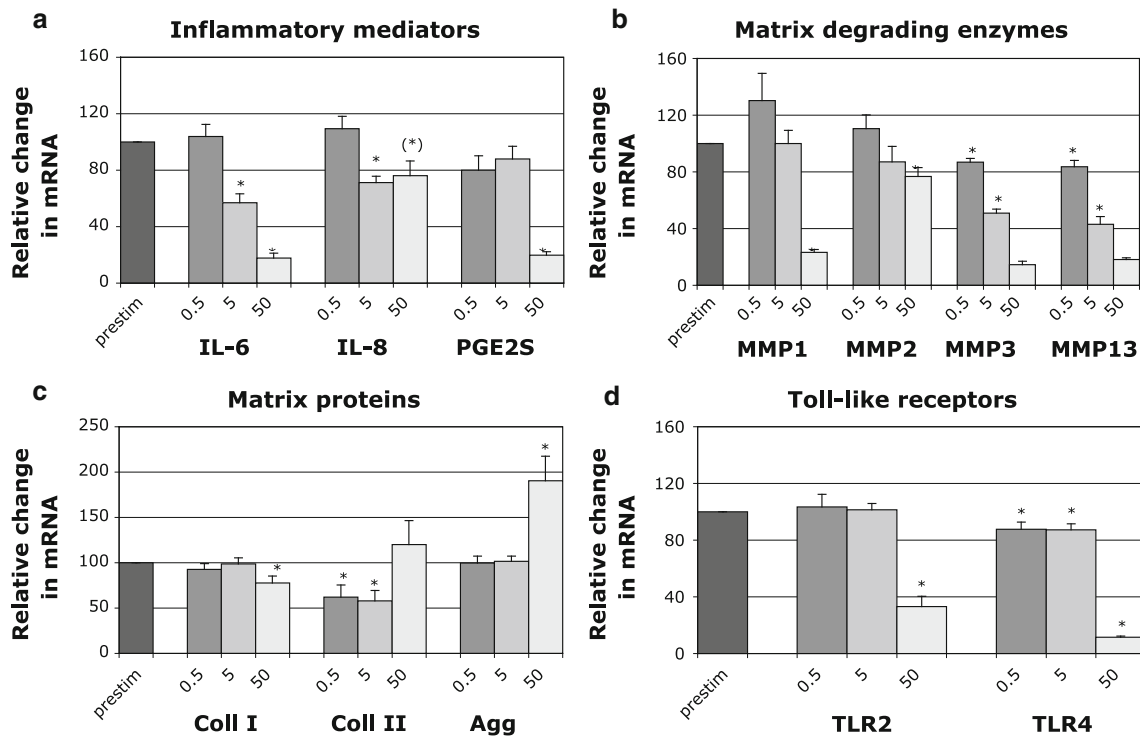 a
Inflammatory mediators
Relative change
in mRNA
160
120
80
40
0
*
*
*
(*)
*
prestim
0.5 5 50 0.5 5 50 0.5 5 50
IL-6 IL-8 PGE2S
b
Matrix degrading enzymes
Relative change
in mRNA
160
120
80
40
0
*
*
*
*
*
*
prestim
0.5 5 50 0.5 5 50 0.5 5 50 0.5 5 50
MMP1 MMP2 MMP3 MMP13
c
Matrix proteins
Relative change
in mRNA
250
200
150
100
50
0
*
*
*
*
prestim
0.5 5 50 0.5 5 50 0.5 5 50
Coll I Coll II Agg
d
Toll-like receptors
Relative change
in mRNA
160
120
80
40
0
*
*
*
*
prestim
0.5 5 50 0.5 5 50
TLR2 TLR4